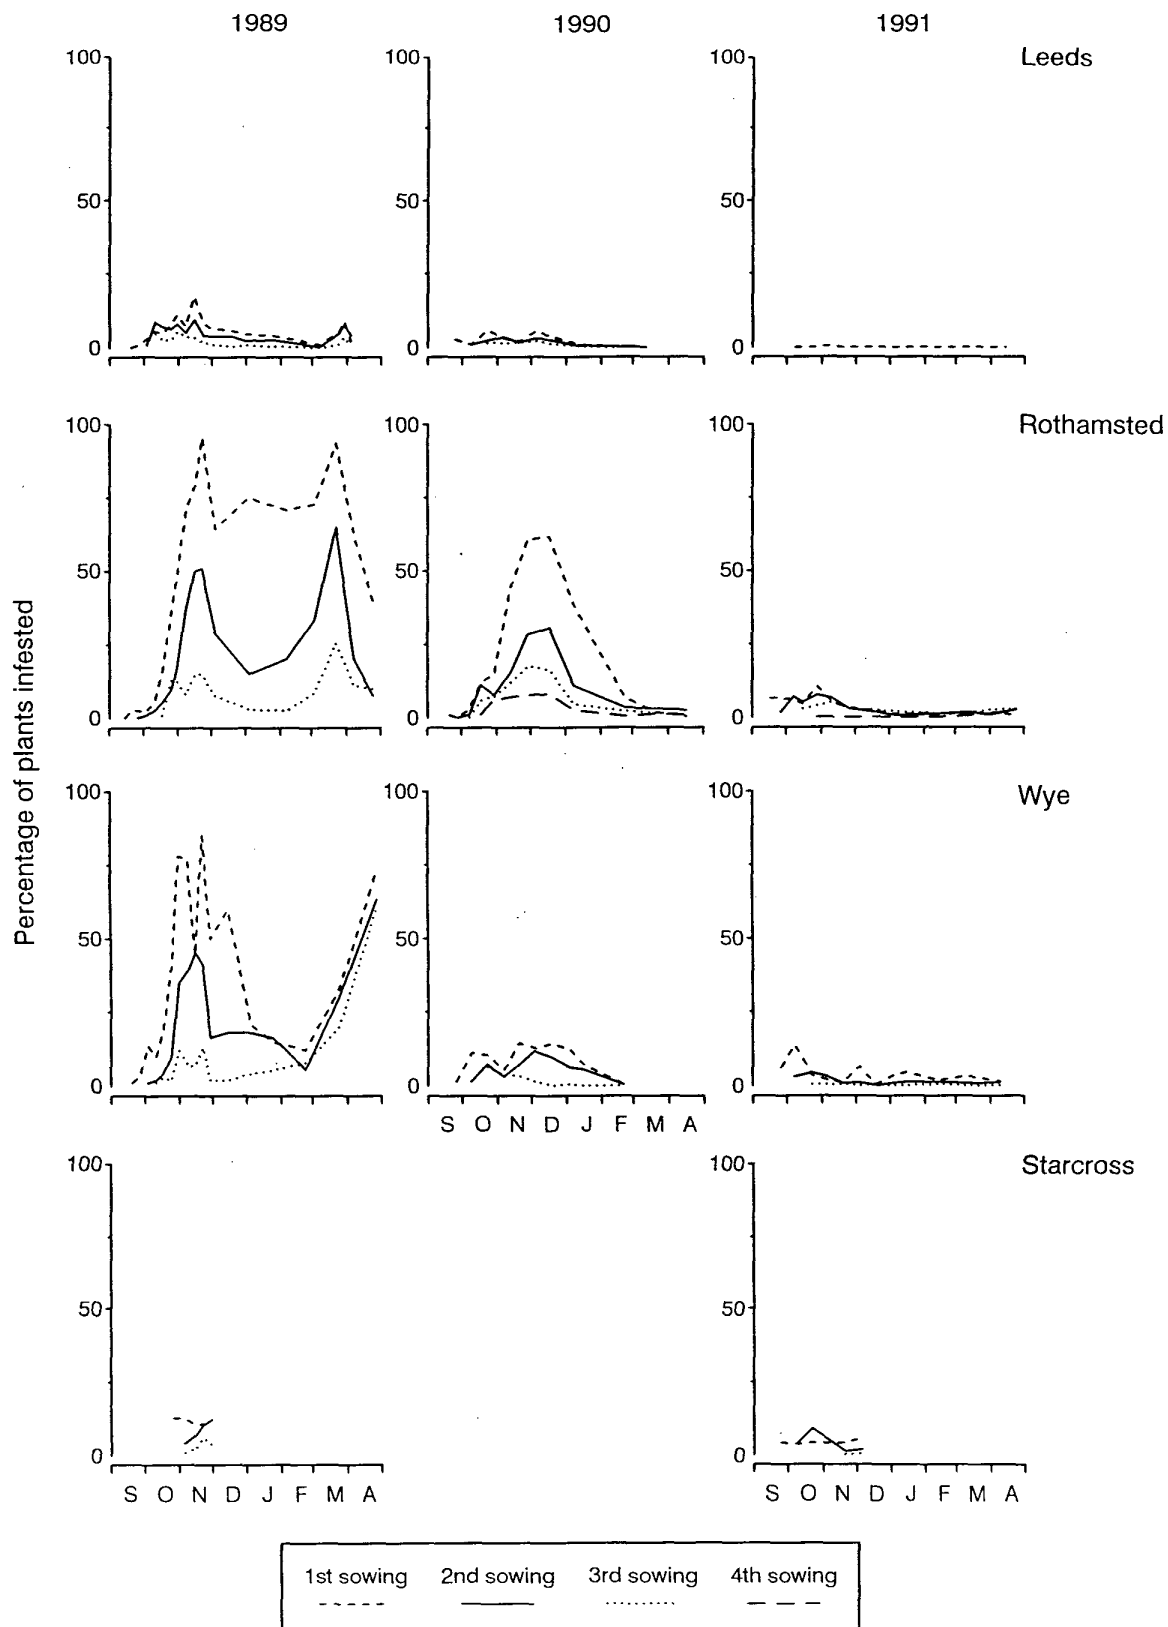 1989 1990 1991
100 100 100 Leeds
50 50 50
0 0 0
100 100 100 Rothamsted
50 50 50
0 0 0
Percentage of plants infested
100 100 100 Wye
50 50 50
0 0 0
S O N D J F M A
100 100 Starcross
50 50
0 0
S O N D J F M A S O N D J F M A
1st sowing 2nd sowing 3rd sowing 4th sowing